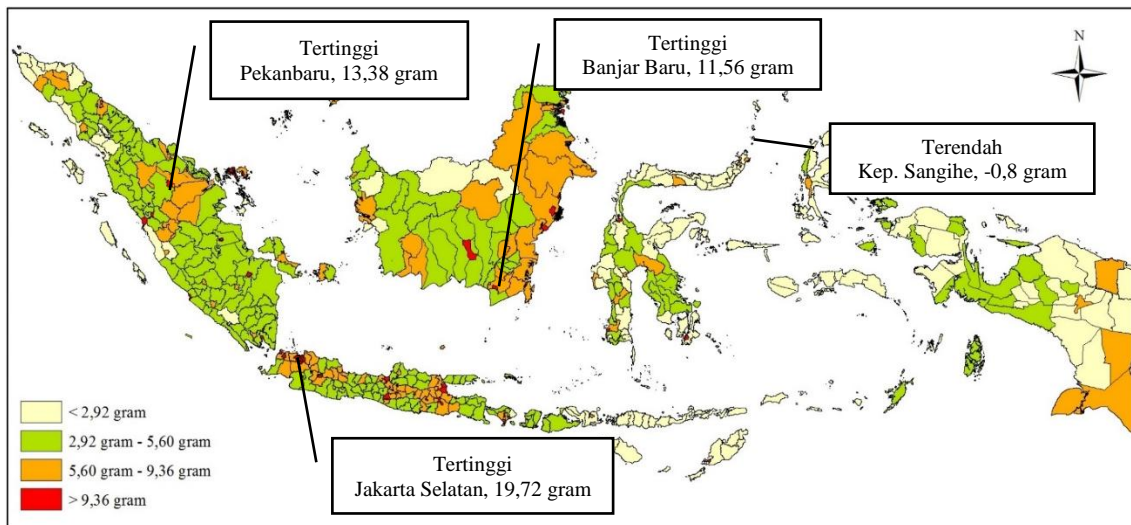 Tertinggi
Pekanbaru, 13,38 gram
Tertinggi
Banjar Baru, 11,56 gram
N
Terendah
Kep. Sangihe, -0,8 gram
< 2,92 gram
2,92 gram - 5,60 gram
5,60 gram - 9,36 gram
> 9,36 gram
Tertinggi
Jakarta Selatan, 19,72 gram